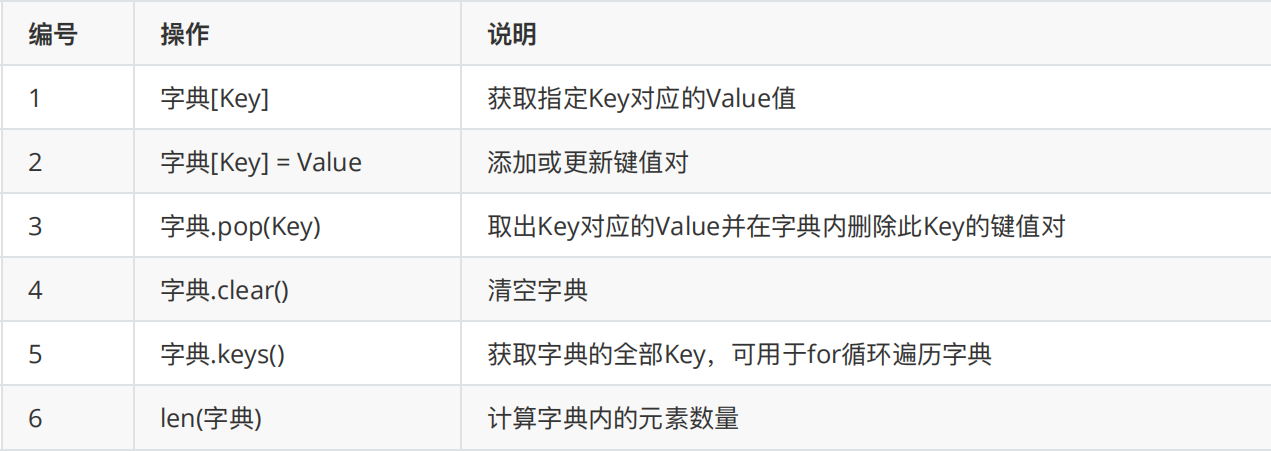 编号 操作 说明
1 字典[Key] 获取指定Key对应的Value值
2 字典[Key] = Value 添加或更新键值对
3 字典.pop(Key) 取出Key对应的Value并在字典内删除此Key的键值对
4 字典.clear() 清空字典
5 字典.keys() 获取字典的全部Key，可用于for循环遍历字典
6 len(字典) 计算字典内的元素数量